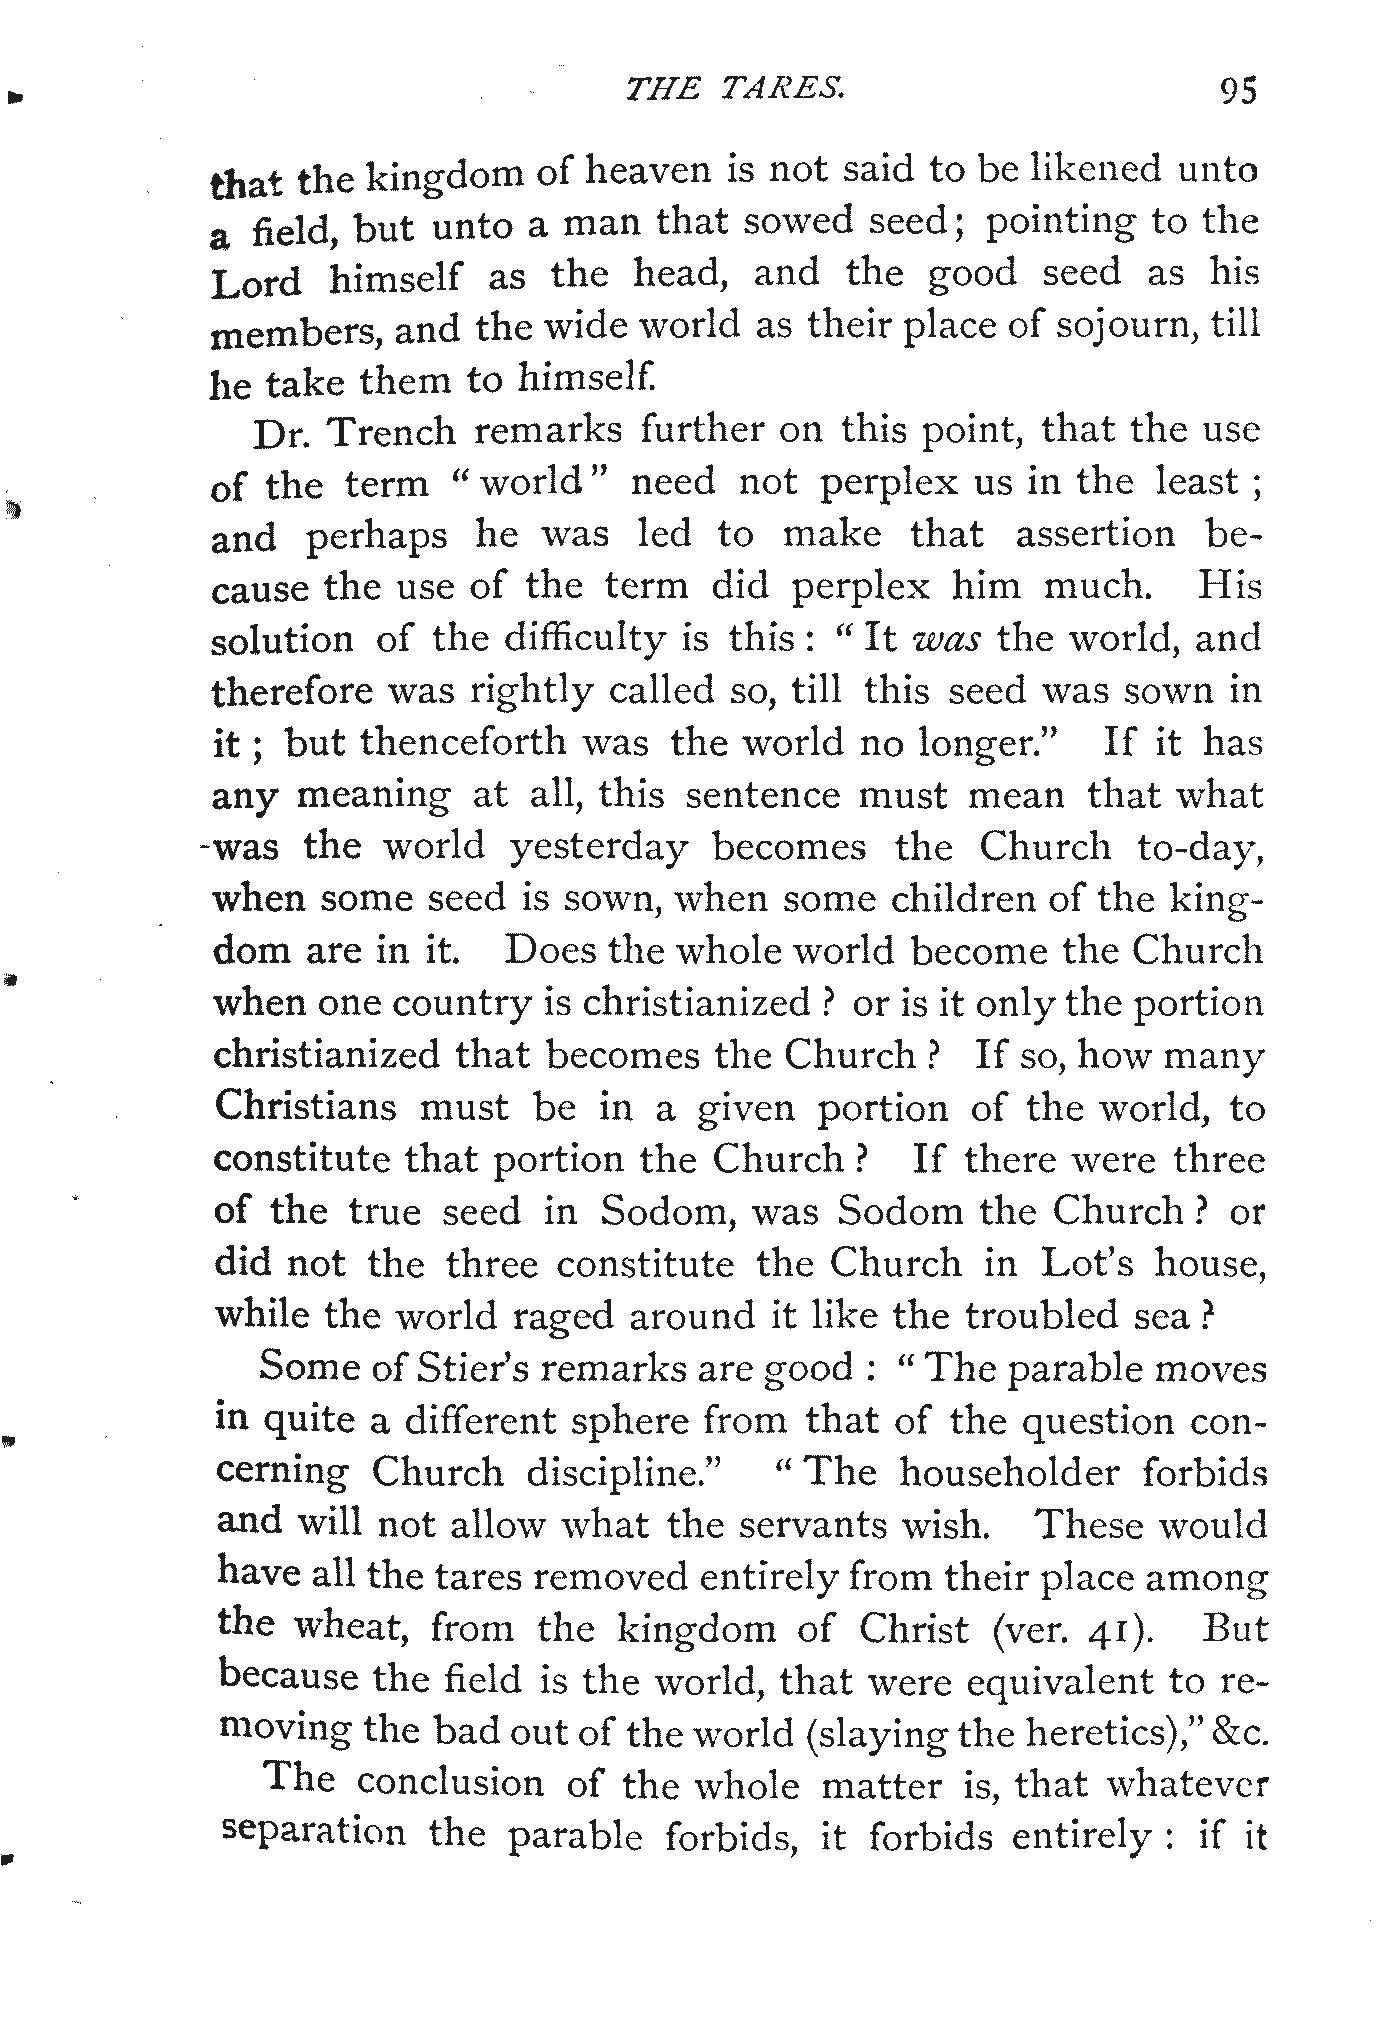 THE TARES. 95
that the kingdom of heaven is not said to be likened unto
a field, but unto a man that sowed seed; pointing to the
Lord himself as the head, and the good seed as his
members, and the wide world as their place of sojourn, till
he take them to himself.
Dr. Trench remarks further on this point, that the use
of the term “ world ” need not perplex us in the least ;
and perhaps he was led to make that assertion be-
cause the use of the term did perplex him much. His
solution of the difficulty is this : “ It was the world, and
therefore was rightly called so, till this seed was sown in
it ; but thenceforth was the world no longer.” If it has
any meaning at all, this sentence must mean that what
-was the world yesterday becomes the Church to-day,
when some seed is sown, when some children of the king-
dom are in it. Does the whole world become the Church
when one country is christianized ? or is it only the portion
christianized that becomes the Church ? If so, how many
Christians must be in a given portion of the world, to
constitute that portion the Church ? If there were three
of the true seed in Sodom, was Sodom the Church ? or
did not the three constitute the Church in Lot’s house,
while the world raged around it like the troubled sea ?
Some of Stier’s remarks are good : “ The parable moves
in quite a different sphere from that of the question con-
cerning Church discipline.” “ The householder forbids
and will not allow what the servants wish. These would
have all the tares removed entirely from their place among
the wheat, from the kingdom of Christ (ver. 41). But
because the field is the world, that were equivalent to re-
moving the bad out of the world (slaying the heretics),” &c.
The conclusion of the whole matter is, that whatever
separation the parable forbids, it forbids entirely : if it